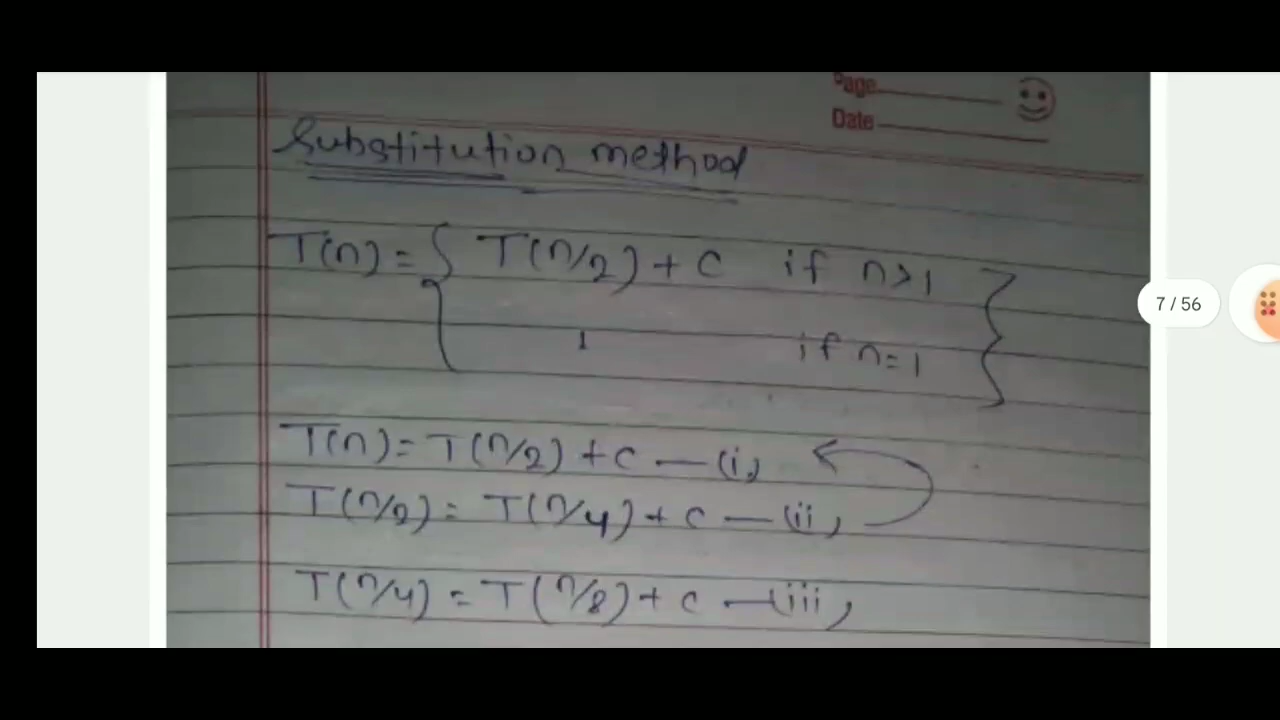 Page
Date
Substitution method
T(n) = { T(n/2) + c if n>1
1 if n=1 }
7 / 56
T(n) = T(n/2) + c — (i)
T(n/2) = T(n/4) + c — (ii)
T(n/4) = T(n/8) + c — (iii)